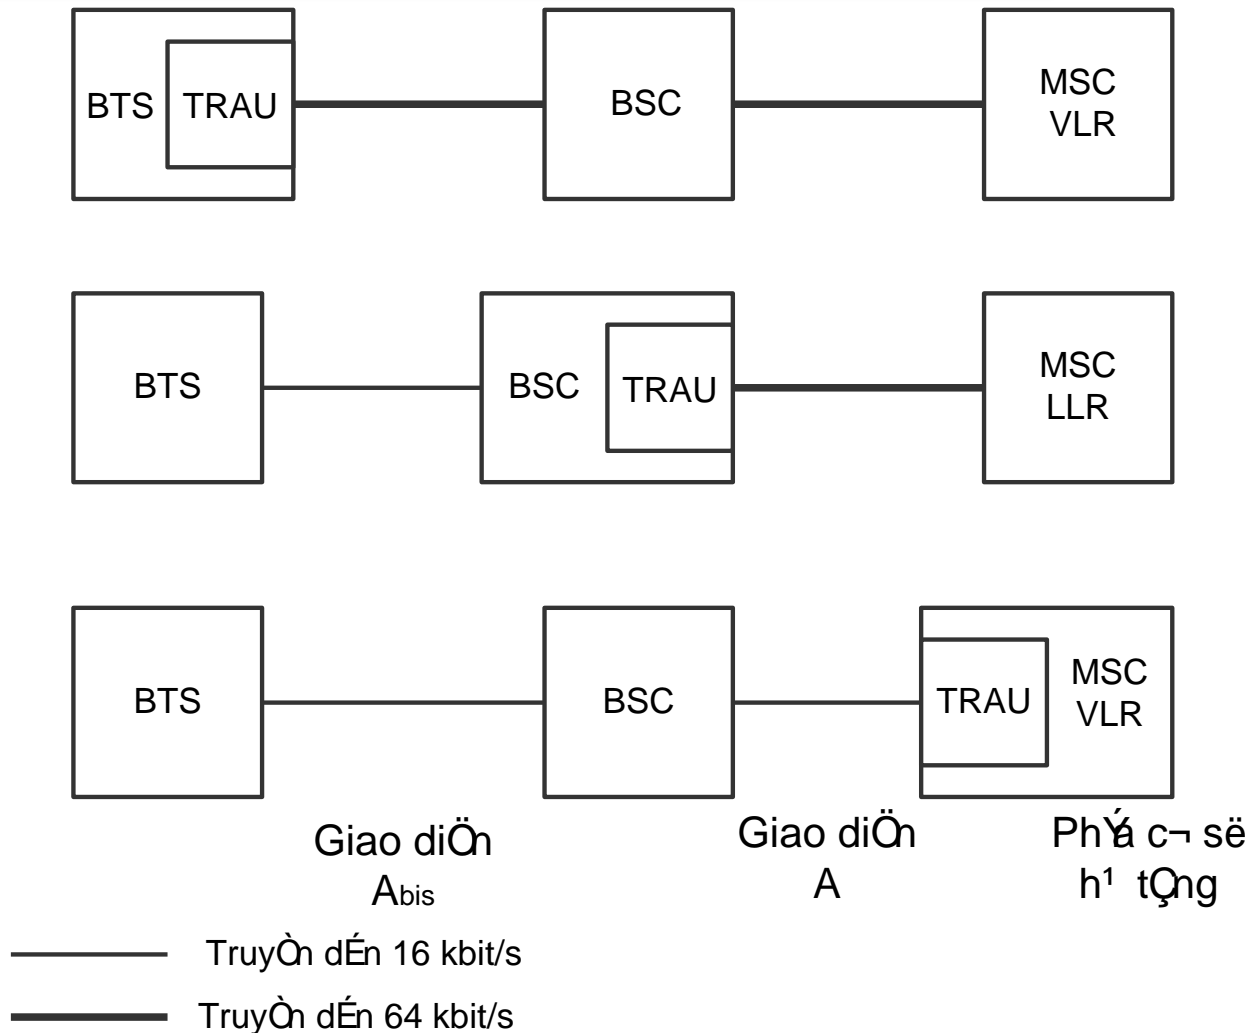 BTS TRAU BSC MSC
VLR
BTS BSC TRAU MSC
LLR
BTS BSC TRAU MSC
VLR
Giao diÖn Giao diÖn PhÝa c¬ së
Abis A h¹ tÇng
TruyÒn dÉn 16 kbit/s
TruyÒn dÉn 64 kbit/s